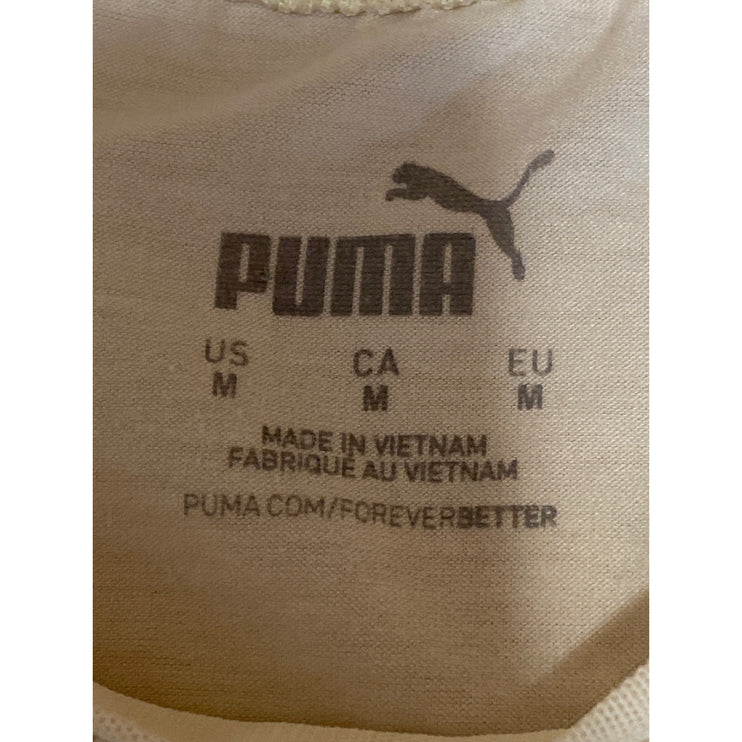 PUMA
US CA EU
M M M
MADE IN VIETNAM
FABRIQUÉ AU VIETNAM
PUMA.COM/FOREVERBETTER